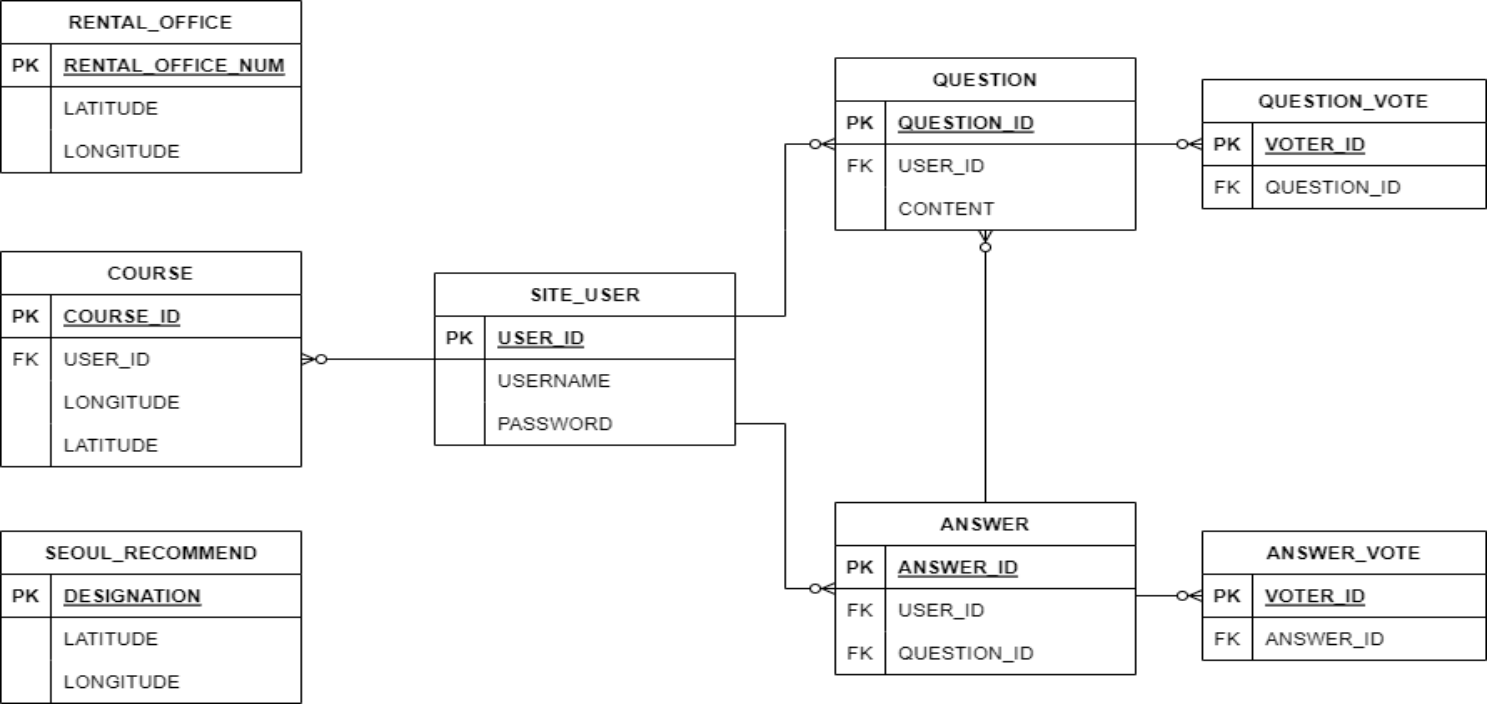 RENTAL_OFFICE
PK RENTAL_OFFICE_NUM
LATITUDE
LONGITUDE
COURSE
PK COURSE_ID
FK USER_ID
LONGITUDE
LATITUDE
SEOUL_RECOMMEND
PK DESIGNATION
LATITUDE
LONGITUDE
SITE_USER
PK USER_ID
USERNAME
PASSWORD
QUESTION
PK QUESTION_ID
FK USER_ID
CONTENT
ANSWER
PK ANSWER_ID
FK USER_ID
FK QUESTION_ID
QUESTION_VOTE
PK VOTER_ID
FK QUESTION_ID
ANSWER_VOTE
PK VOTER_ID
FK ANSWER_ID